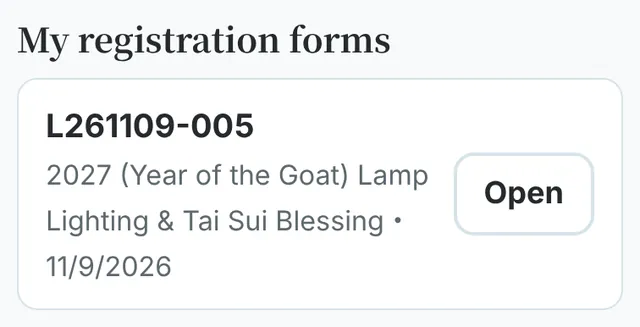 My registration forms
L261109-005
2027 (Year of the Goat) Lamp
Lighting & Tai Sui Blessing •
11/9/2026
Open